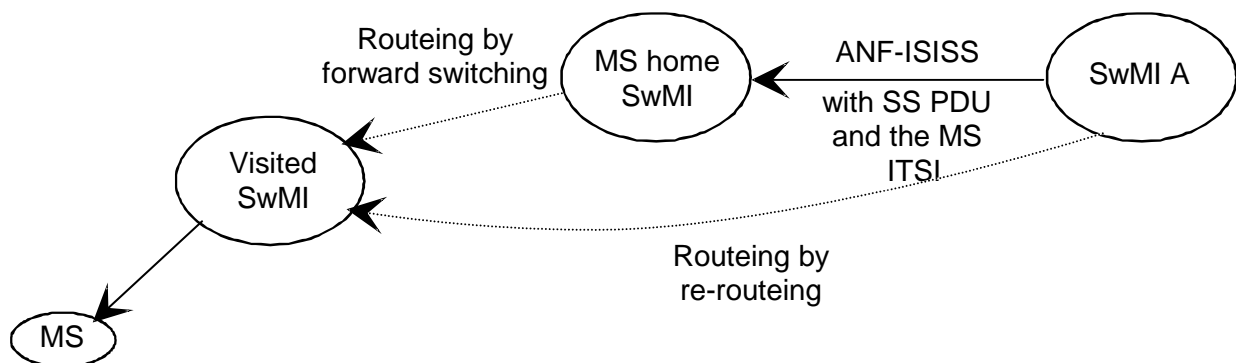 Routeing by
forward switching
MS home
SwMI
ANF-ISISS
with SS PDU
and the MS
ITSI
SwMI A
Visited
SwMI
Routeing by
re-routeing
MS